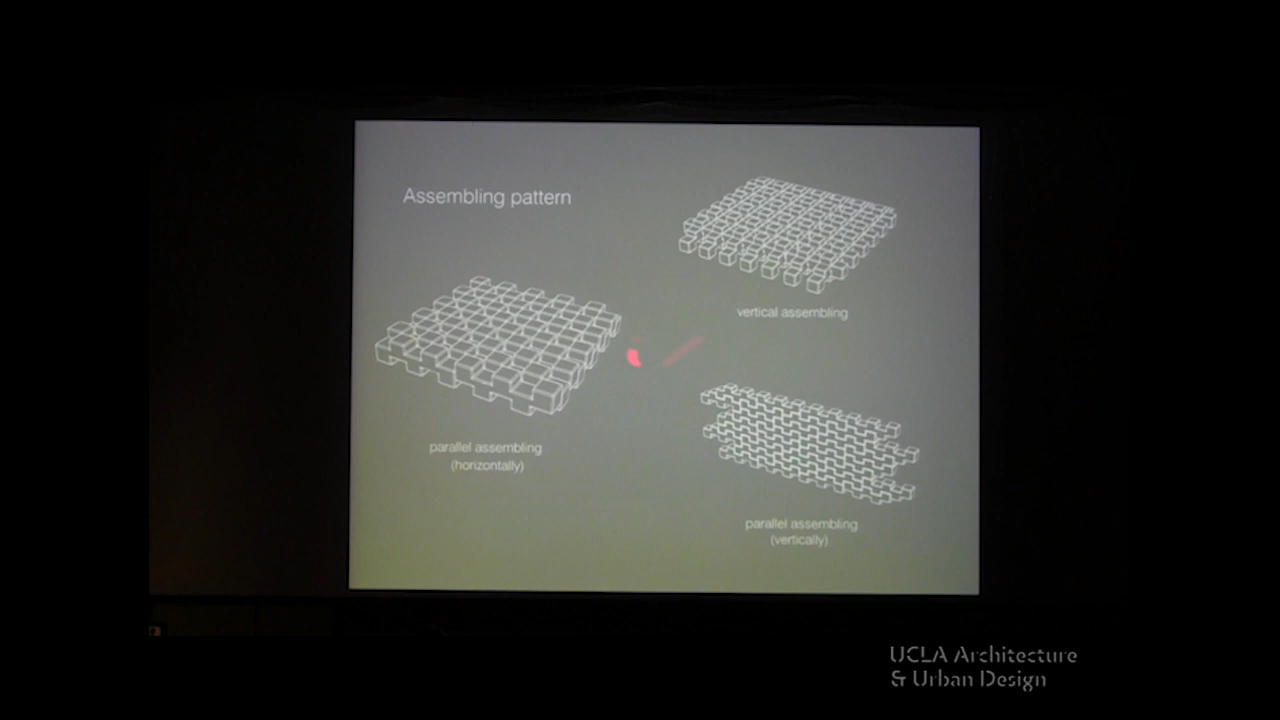 Assembling pattern
vertical assembling
parallel assembling
(horizontally)
parallel assembling
(vertically)
UCLA Architecture
& Urban Design